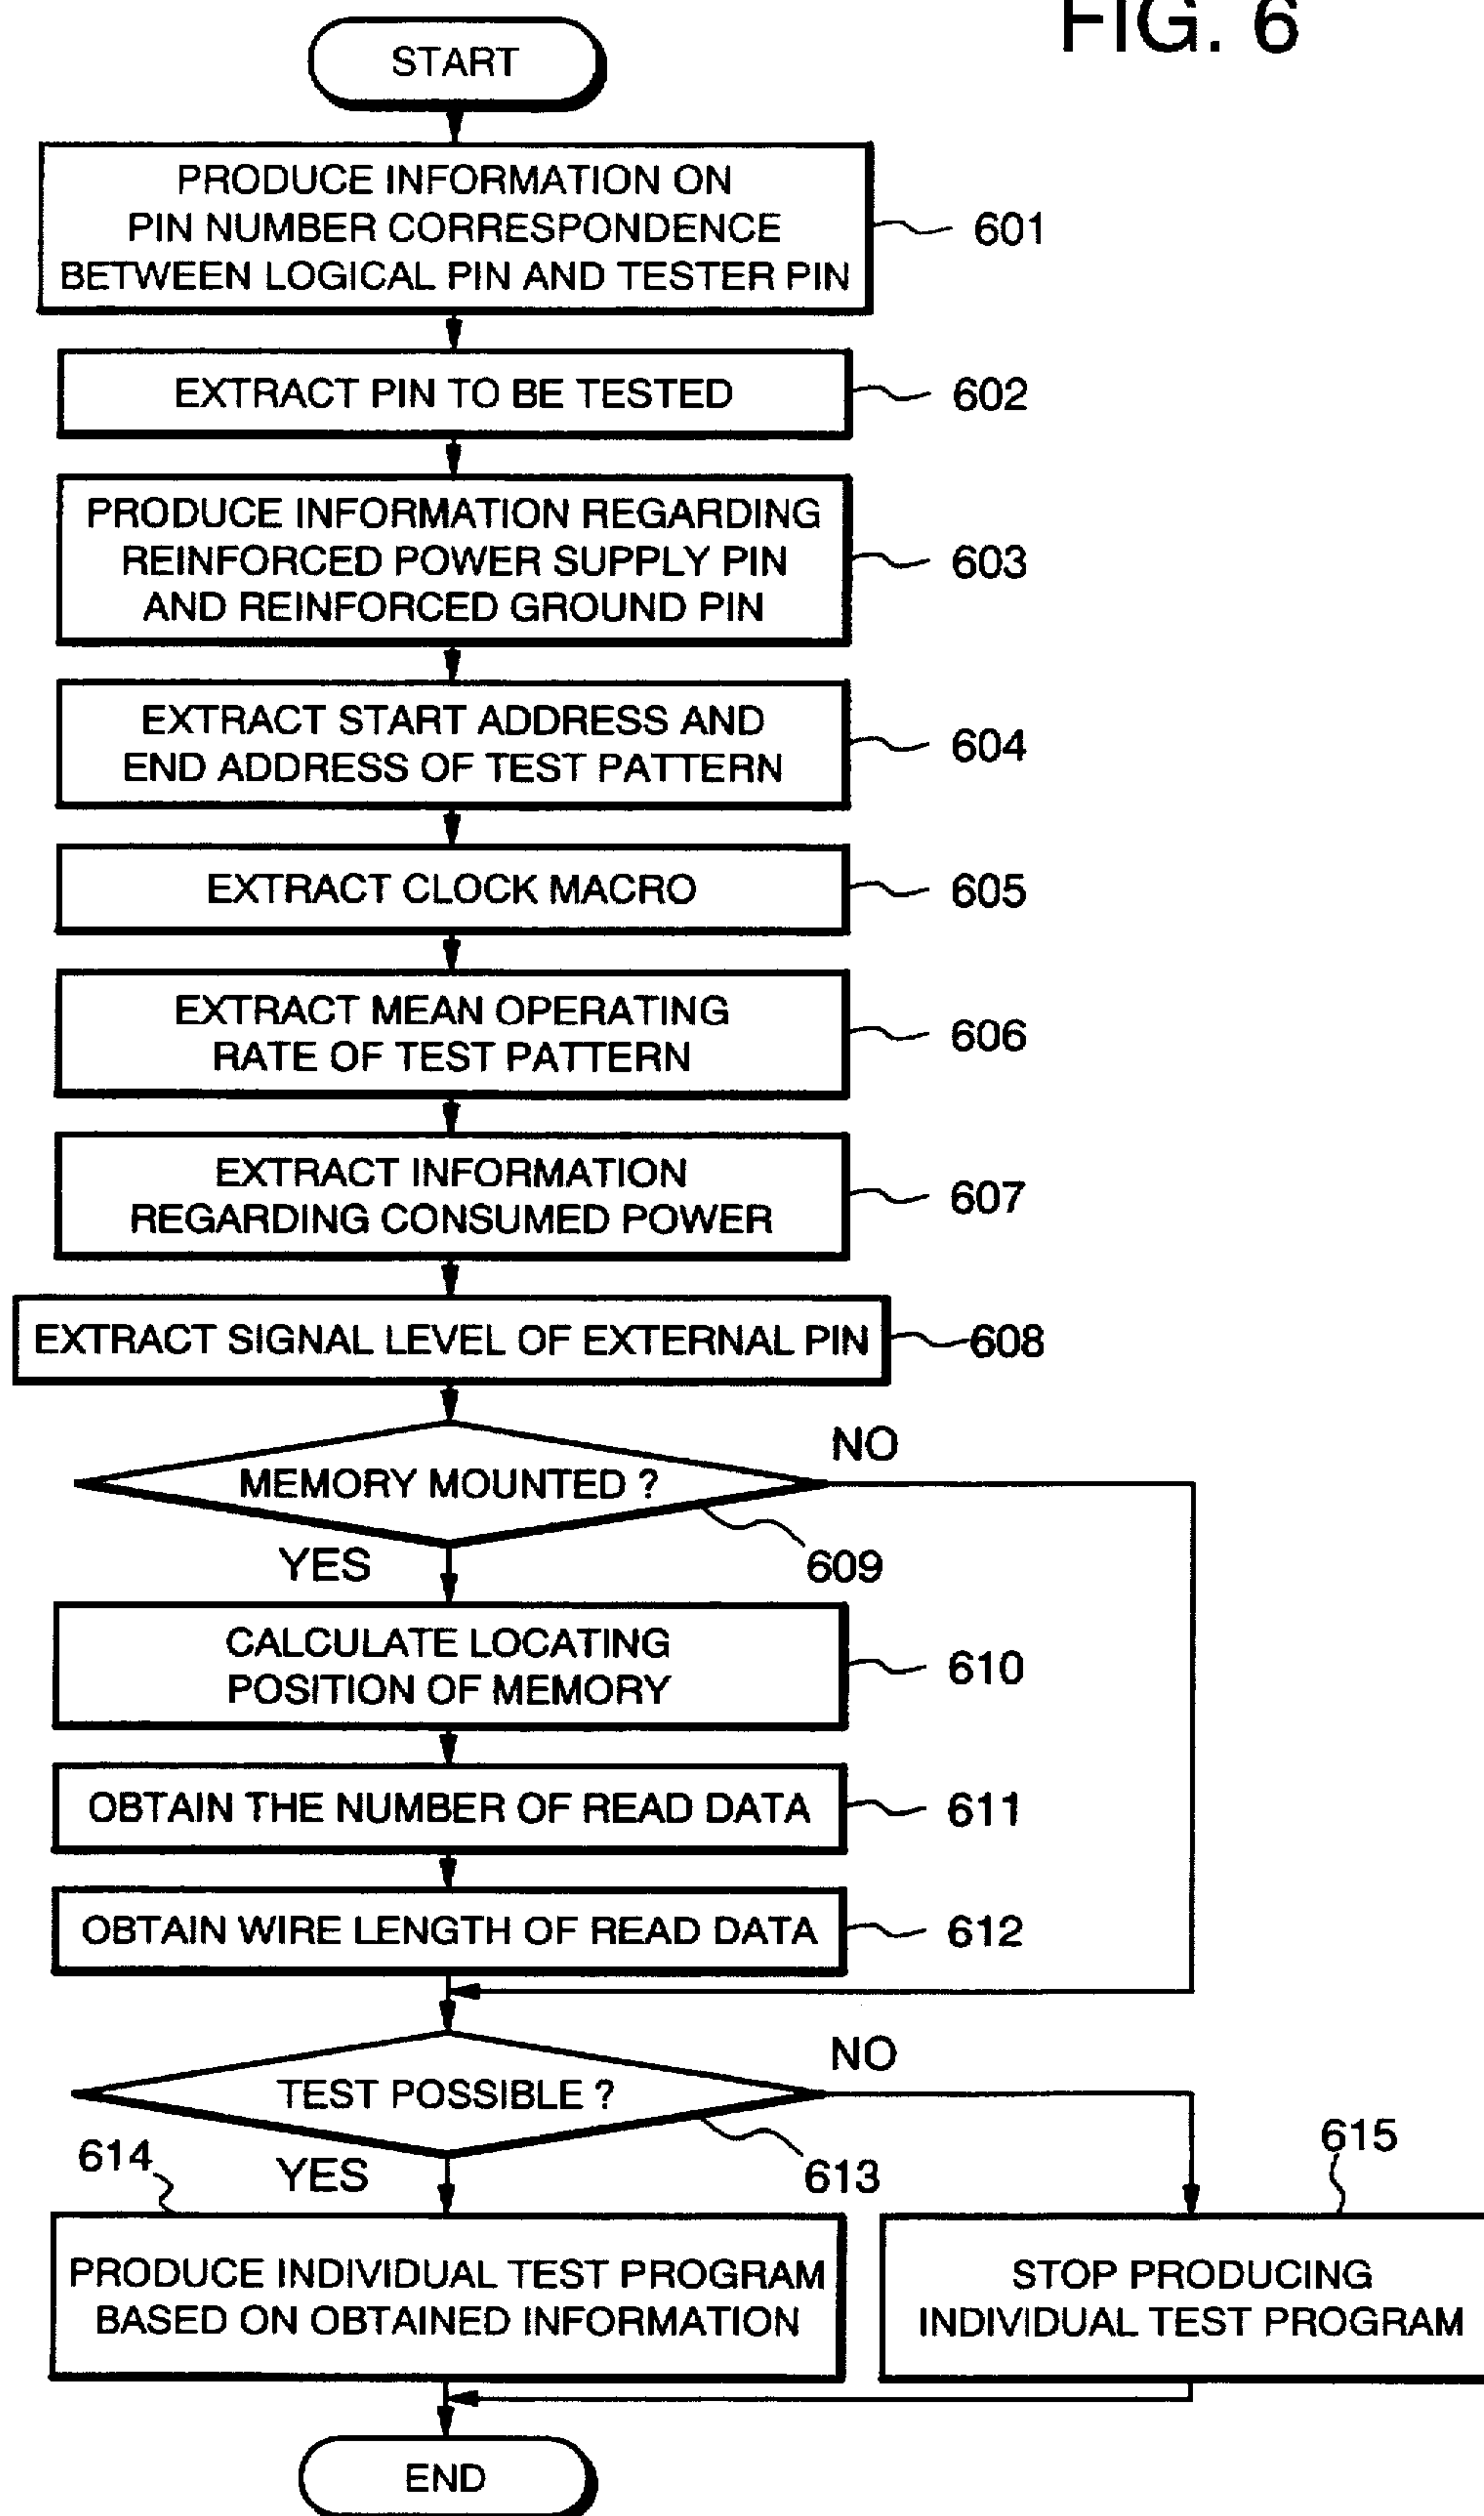 FIG. 6
START
PRODUCE INFORMATION ON
PIN NUMBER CORRESPONDENCE
BETWEEN LOGICAL PIN AND TESTER PIN
601
EXTRACT PIN TO BE TESTED
602
PRODUCE INFORMATION REGARDING
REINFORCED POWER SUPPLY PIN
AND REINFORCED GROUND PIN
603
EXTRACT START ADDRESS AND
END ADDRESS OF TEST PATTERN
604
EXTRACT CLOCK MACRO
605
EXTRACT MEAN OPERATING
RATE OF TEST PATTERN
606
EXTRACT INFORMATION
REGARDING CONSUMED POWER
607
EXTRACT SIGNAL LEVEL OF EXTERNAL PIN
608
NO
MEMORY MOUNTED ?
609
YES
CALCULATE LOCATING
POSITION OF MEMORY
610
OBTAIN THE NUMBER OF READ DATA
611
OBTAIN WIRE LENGTH OF READ DATA
612
NO
TEST POSSIBLE ?
613
YES
614
615
PRODUCE INDIVIDUAL TEST PROGRAM
BASED ON OBTAINED INFORMATION
STOP PRODUCING
INDIVIDUAL TEST PROGRAM
END